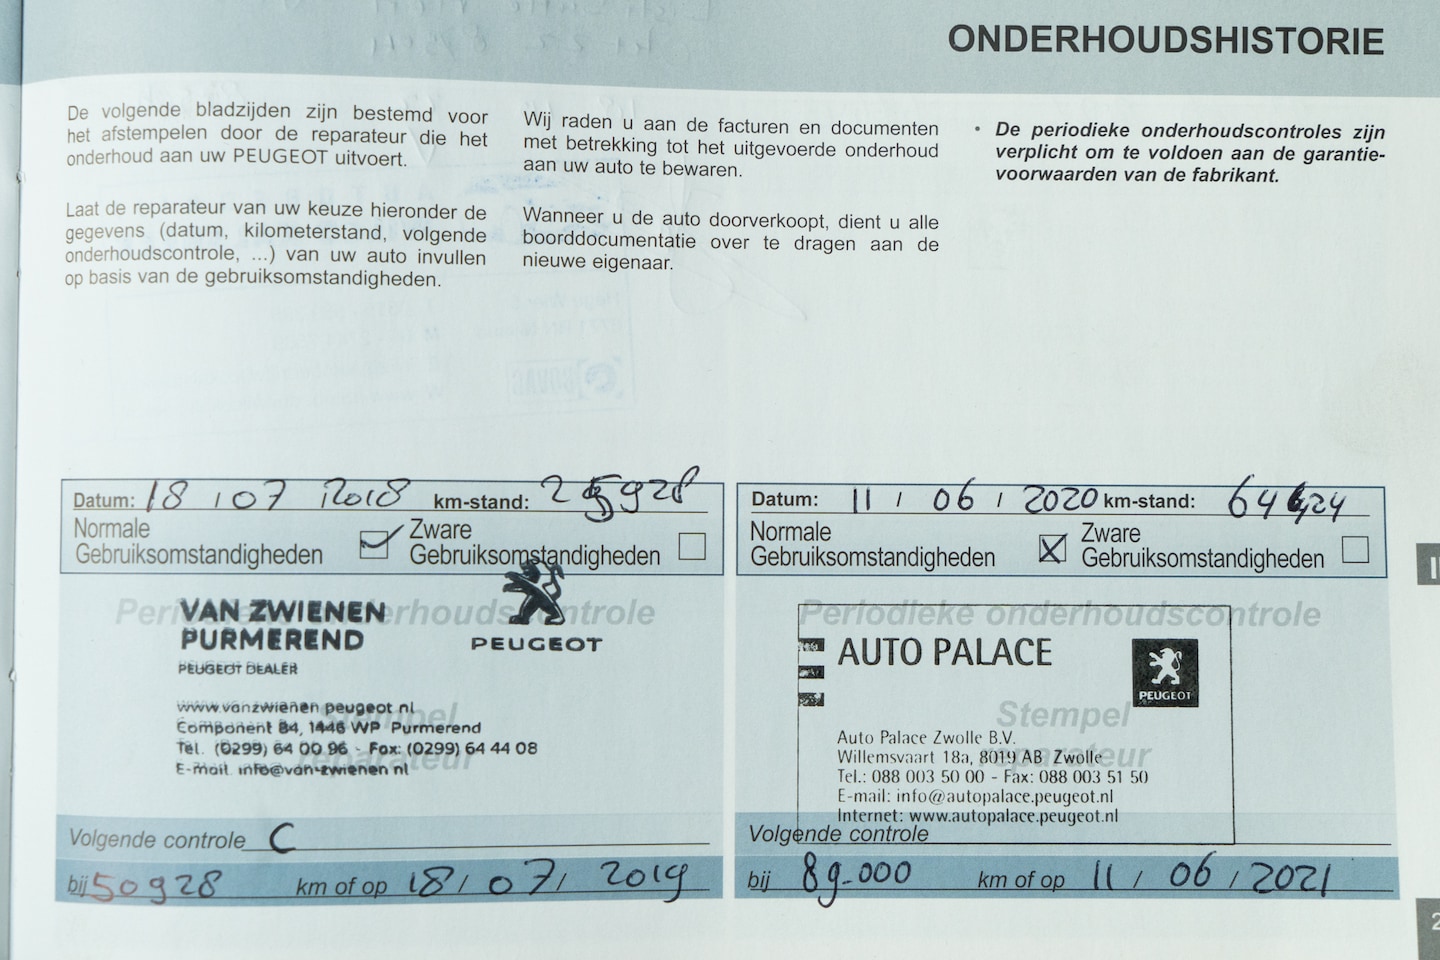 ONDERHOUDSHISTORIE
De volgende bladzijden zijn bestemd voor
het afstempelen door de reparateur die het
onderhoud aan uw PEUGEOT uitvoert.
Laat de reparateur van uw keuze hieronder de
gegevens (datum, kilometerstand, volgende
onderhoudscontrole, ...) van uw auto invullen
op basis van de gebruiksomstandigheden.
Wij raden u aan de facturen en documenten
met betrekking tot het uitgevoerde onderhoud
aan uw auto te bewaren.
Wanneer u de auto doorverkoopt, dient u alle
boorddocumentatie over te dragen aan de
nieuwe eigenaar.
• De periodieke onderhoudscontroles zijn
verplicht om te voldoen aan de garantie-
voorwaarden van de fabrikant.
Datum: 18 / 07 / 2018 km-stand: 25928
Normale Gebruiksomstandigheden
Zware Gebruiksomstandigheden
Periodieke onderhoudscontrole
VAN ZWIENEN
PURMEREND
PEUGEOT DEALER
PEUGEOT
www.vanzwienen.peugeot.nl
Component 84, 1446 WP Purmerend
Tel. (0299) 64 00 96 - Fax: (0299) 64 44 08
E-mail info@van-zwienen.nl
Stempel
reparateur
Volgende controle C
bij 50928 km of op 18 / 07 / 2019
Datum: 11 / 06 / 2020 km-stand: 64424
Normale Gebruiksomstandigheden
Zware Gebruiksomstandigheden
Periodieke onderhoudscontrole
AUTO PALACE
PEUGEOT
Stempel
reparateur
Auto Palace Zwolle B.V.
Willemsvaart 18a, 8019 AB Zwolle
Tel.: 088 003 50 00 - Fax: 088 003 51 50
E-mail: info@autopalace.peugeot.nl
Internet: www.autopalace.peugeot.nl
Volgende controle
bij 89.000 km of op 11 / 06 / 2021